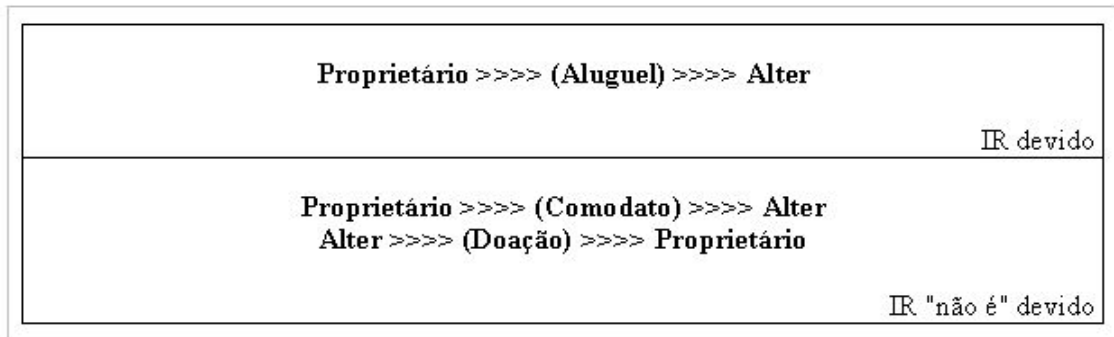 Proprietário >>>> (Aluguel) >>>> Alter
IR devido
Proprietário >>>> (Comodato) >>>> Alter
Alter >>>> (Doação) >>>> Proprietário
IR "não é" devido